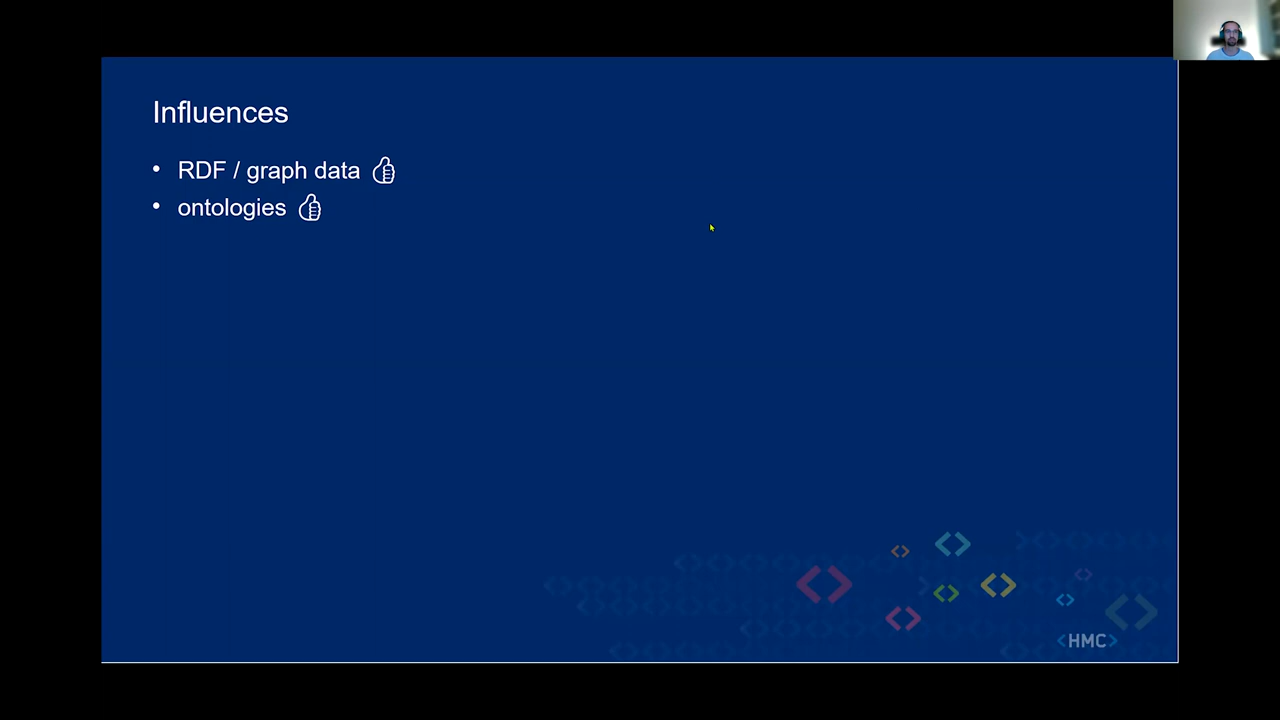 Influences
• RDF / graph data 👍
• ontologies 👍
<HMC>